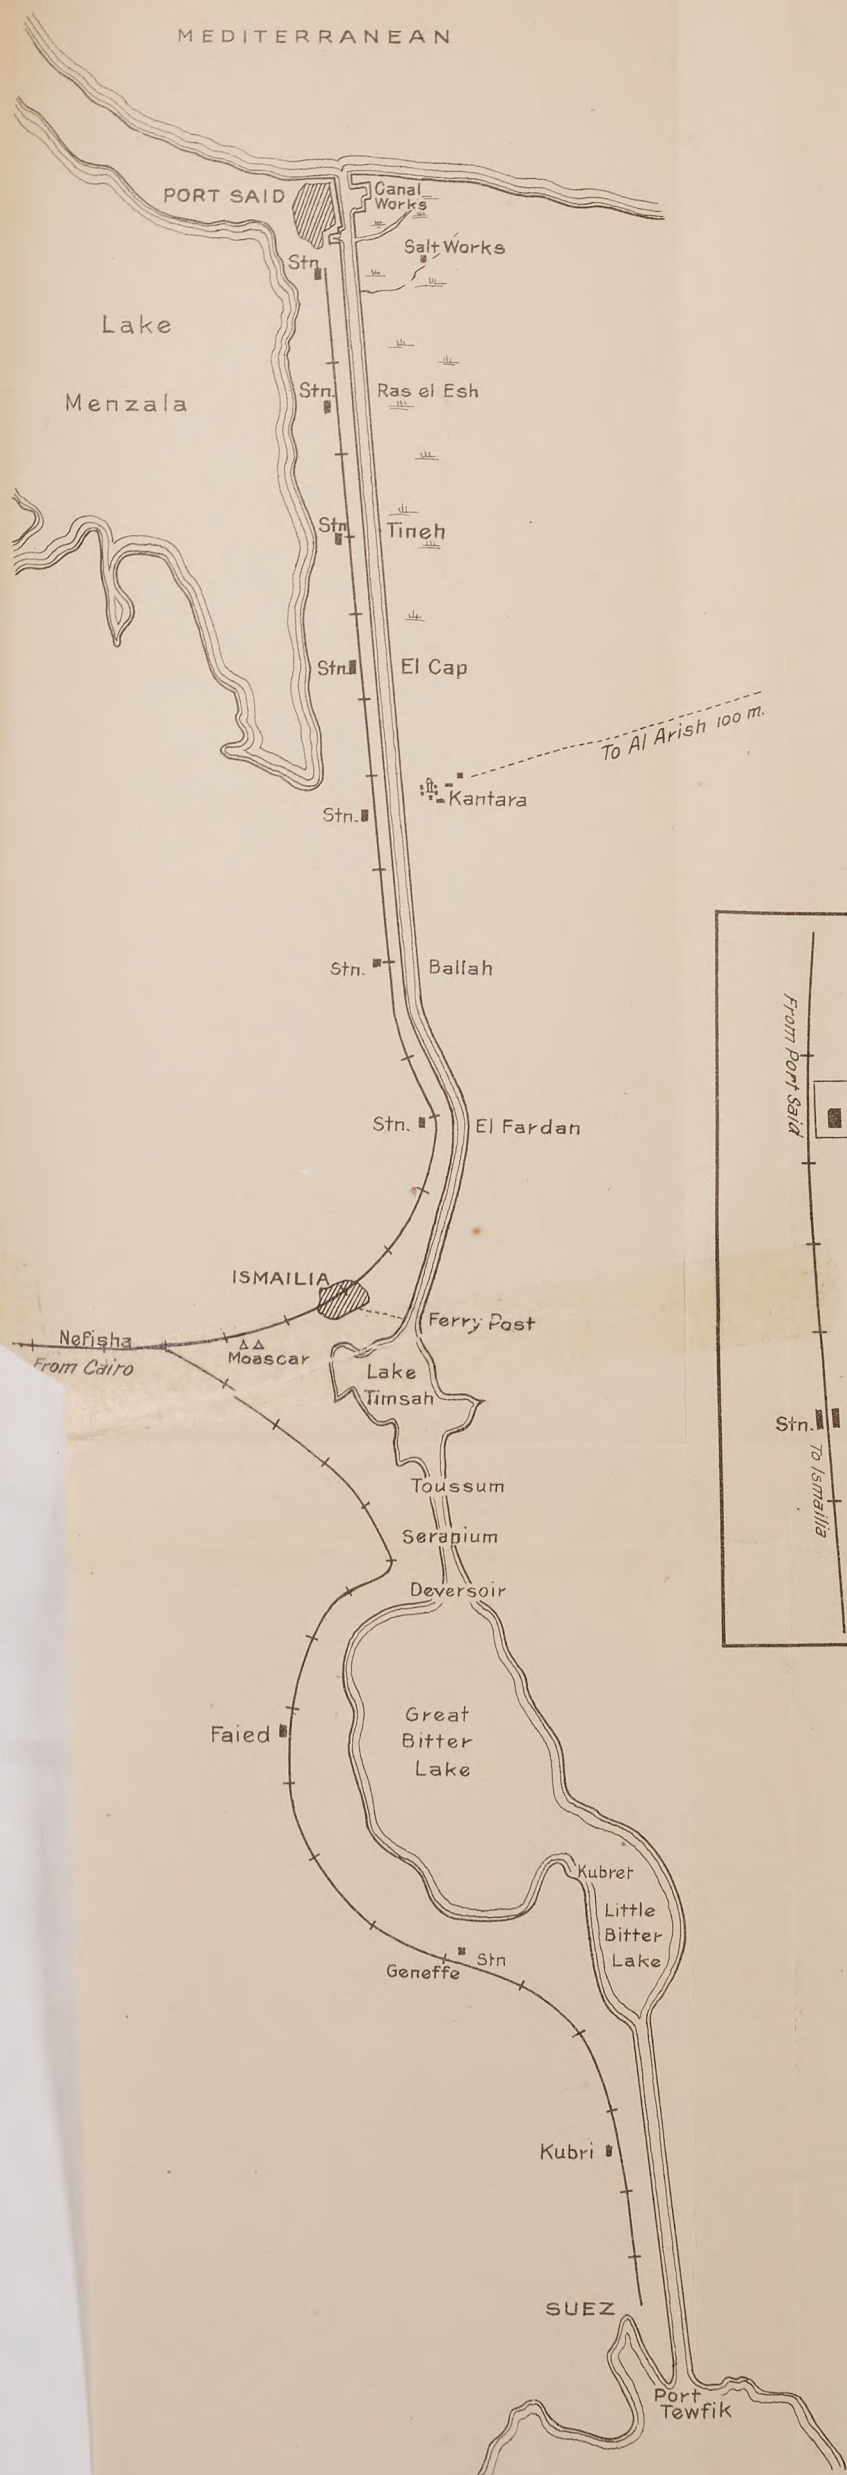 MEDITERRANEAN
PORT SAID
Canal
Works
Salt Works
Stn
Lake
Menzala
Stn.
Ras el Esh
Stn
Tineh
Stn.
El Cap
To Al Arish 100 m.
Kantara
Stn.
Stn.
Ballah
From Port Said
Stn.
El Fardan
ISMAILIA
Ferry Post
Nefisha
From Cairo
Moascar
Lake
Timsah
Stn.
To Ismailia
Toussum
Serapium
Deversoir
Great
Bitter
Lake
Faied
Kubret
Little
Bitter
Lake
Stn
Geneffe
Kubri
SUEZ
Port
Tewfik